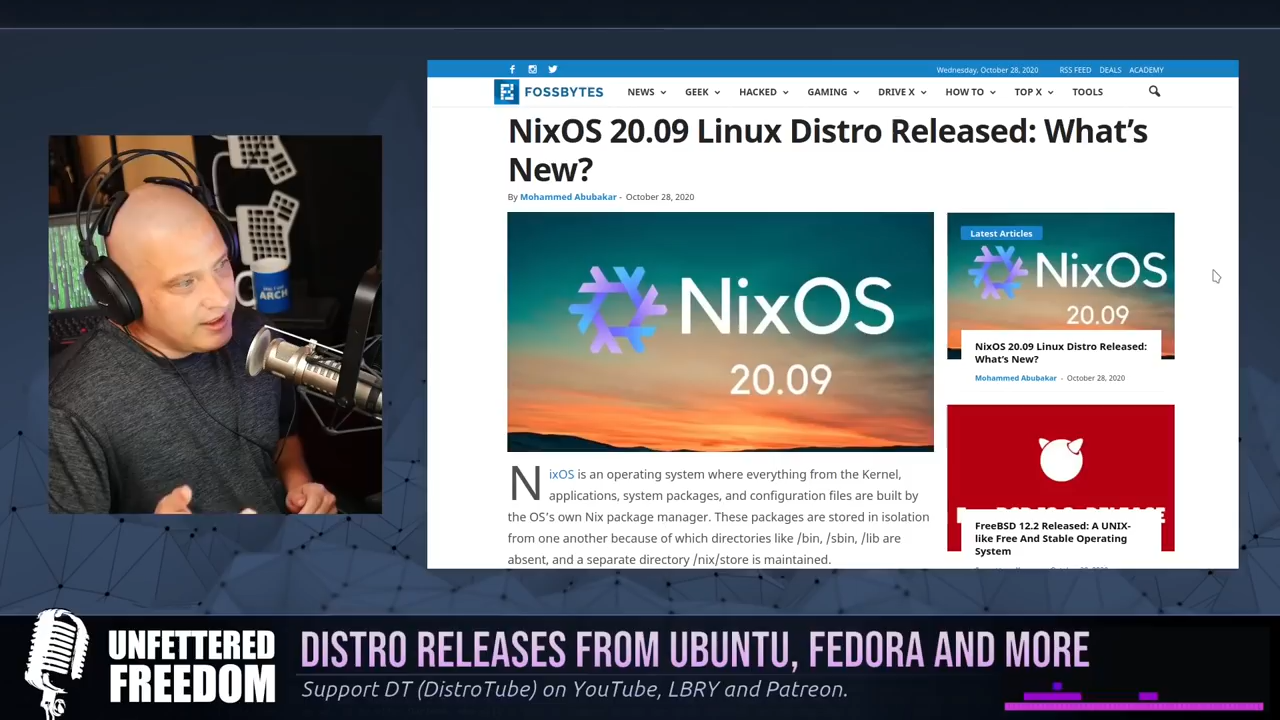 Wednesday, October 28, 2020 RSS FEED DEALS ACADEMY
FOSSBYTES NEWS GEEK HACKED GAMING DRIVE X HOW TO TOP X TOOLS
NixOS 20.09 Linux Distro Released: What's
New?
By Mohammed Abubakar - October 28, 2020
NixOS
20.09
NixOS is an operating system where everything from the Kernel,
applications, system packages, and configuration files are built by
the OS's own Nix package manager. These packages are stored in isolation
from one another because of which directories like /bin, /sbin, /lib are
absent, and a separate directory /nix/store is maintained.
Latest Articles
NixOS
20.09
NixOS 20.09 Linux Distro Released:
What's New?
Mohammed Abubakar - October 28, 2020
FreeBSD 12.2 Released: A UNIX-
like Free And Stable Operating
System
ARCH
UNFETTERED
FREEDOM
DISTRO RELEASES FROM UBUNTU, FEDORA AND MORE
Support DT (DistroTube) on YouTube, LBRY and Patreon.